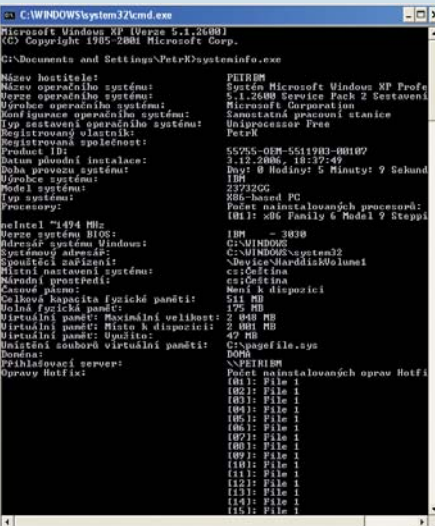 C:\WINDOWS\system32\cmd.exe
Microsoft Windows XP [Verze 5.1.2600]
(C) Copyright 1985-2001 Microsoft Corp.
C:\Documents and Settings\PetrK>systeminfo.exe
Název hostitele: PETRIBM
Název operačního systému: Systém Microsoft Windows XP Profe
Verze operačního systému: 5.1.2600 Service Pack 2 Sestavení
Výrobce operačního systému: Microsoft Corporation
Konfigurace operačního systému: Samostatná pracovní stanice
Typ sestavení operačního systému: Uniprocessor Free
Registrovaný vlastník: PetrK
Registrovaná společnost:
Product ID: 55755-OEM-5511903-00107
Datum původní instalace: 3.12.2006, 18:37:49
Doba provozu systému: Dny: 0 Hodiny: 5 Minuty: 9 Sekund
Výrobce systému: IBM
Model systému: 23732GG
Typ systému: X86-based PC
Procesory: Počet nainstalovaných procesorů:
[01]: x86 Family 6 Model 9 Steppi
neIntel ~1494 MHz
Verze systému BIOS: IBM - 3030
Adresář systému Windows: C:\WINDOWS
Systémový adresář: C:\WINDOWS\system32
Spouštěcí zařízení: \Device\HarddiskVolume1
Místní nastavení systému: cs;Čeština
Národní prostředí: cs;Čeština
Časové pásmo: Není k dispozici
Celková kapacita fyzické paměti: 511 MB
Volná fyzická paměť: 175 MB
Virtuální paměť: Maximální velikost: 2 048 MB
Virtuální paměť: Místo k dispozici: 2 001 MB
Virtuální paměť: Využito: 47 MB
Umístění souborů virtuální paměti: C:\pagefile.sys
Doména: DOMA
Přihlašovací server: \\PETRIBM
Opravy Hotfix: Počet nainstalovaných oprav Hotfi
[01]: File 1
[02]: File 1
[03]: File 1
[04]: File 1
[05]: File 1
[06]: File 1
[07]: File 1
[08]: File 1
[09]: File 1
[10]: File 1
[11]: File 1
[12]: File 1
[13]: File 1
[14]: File 1
[15]: File 1